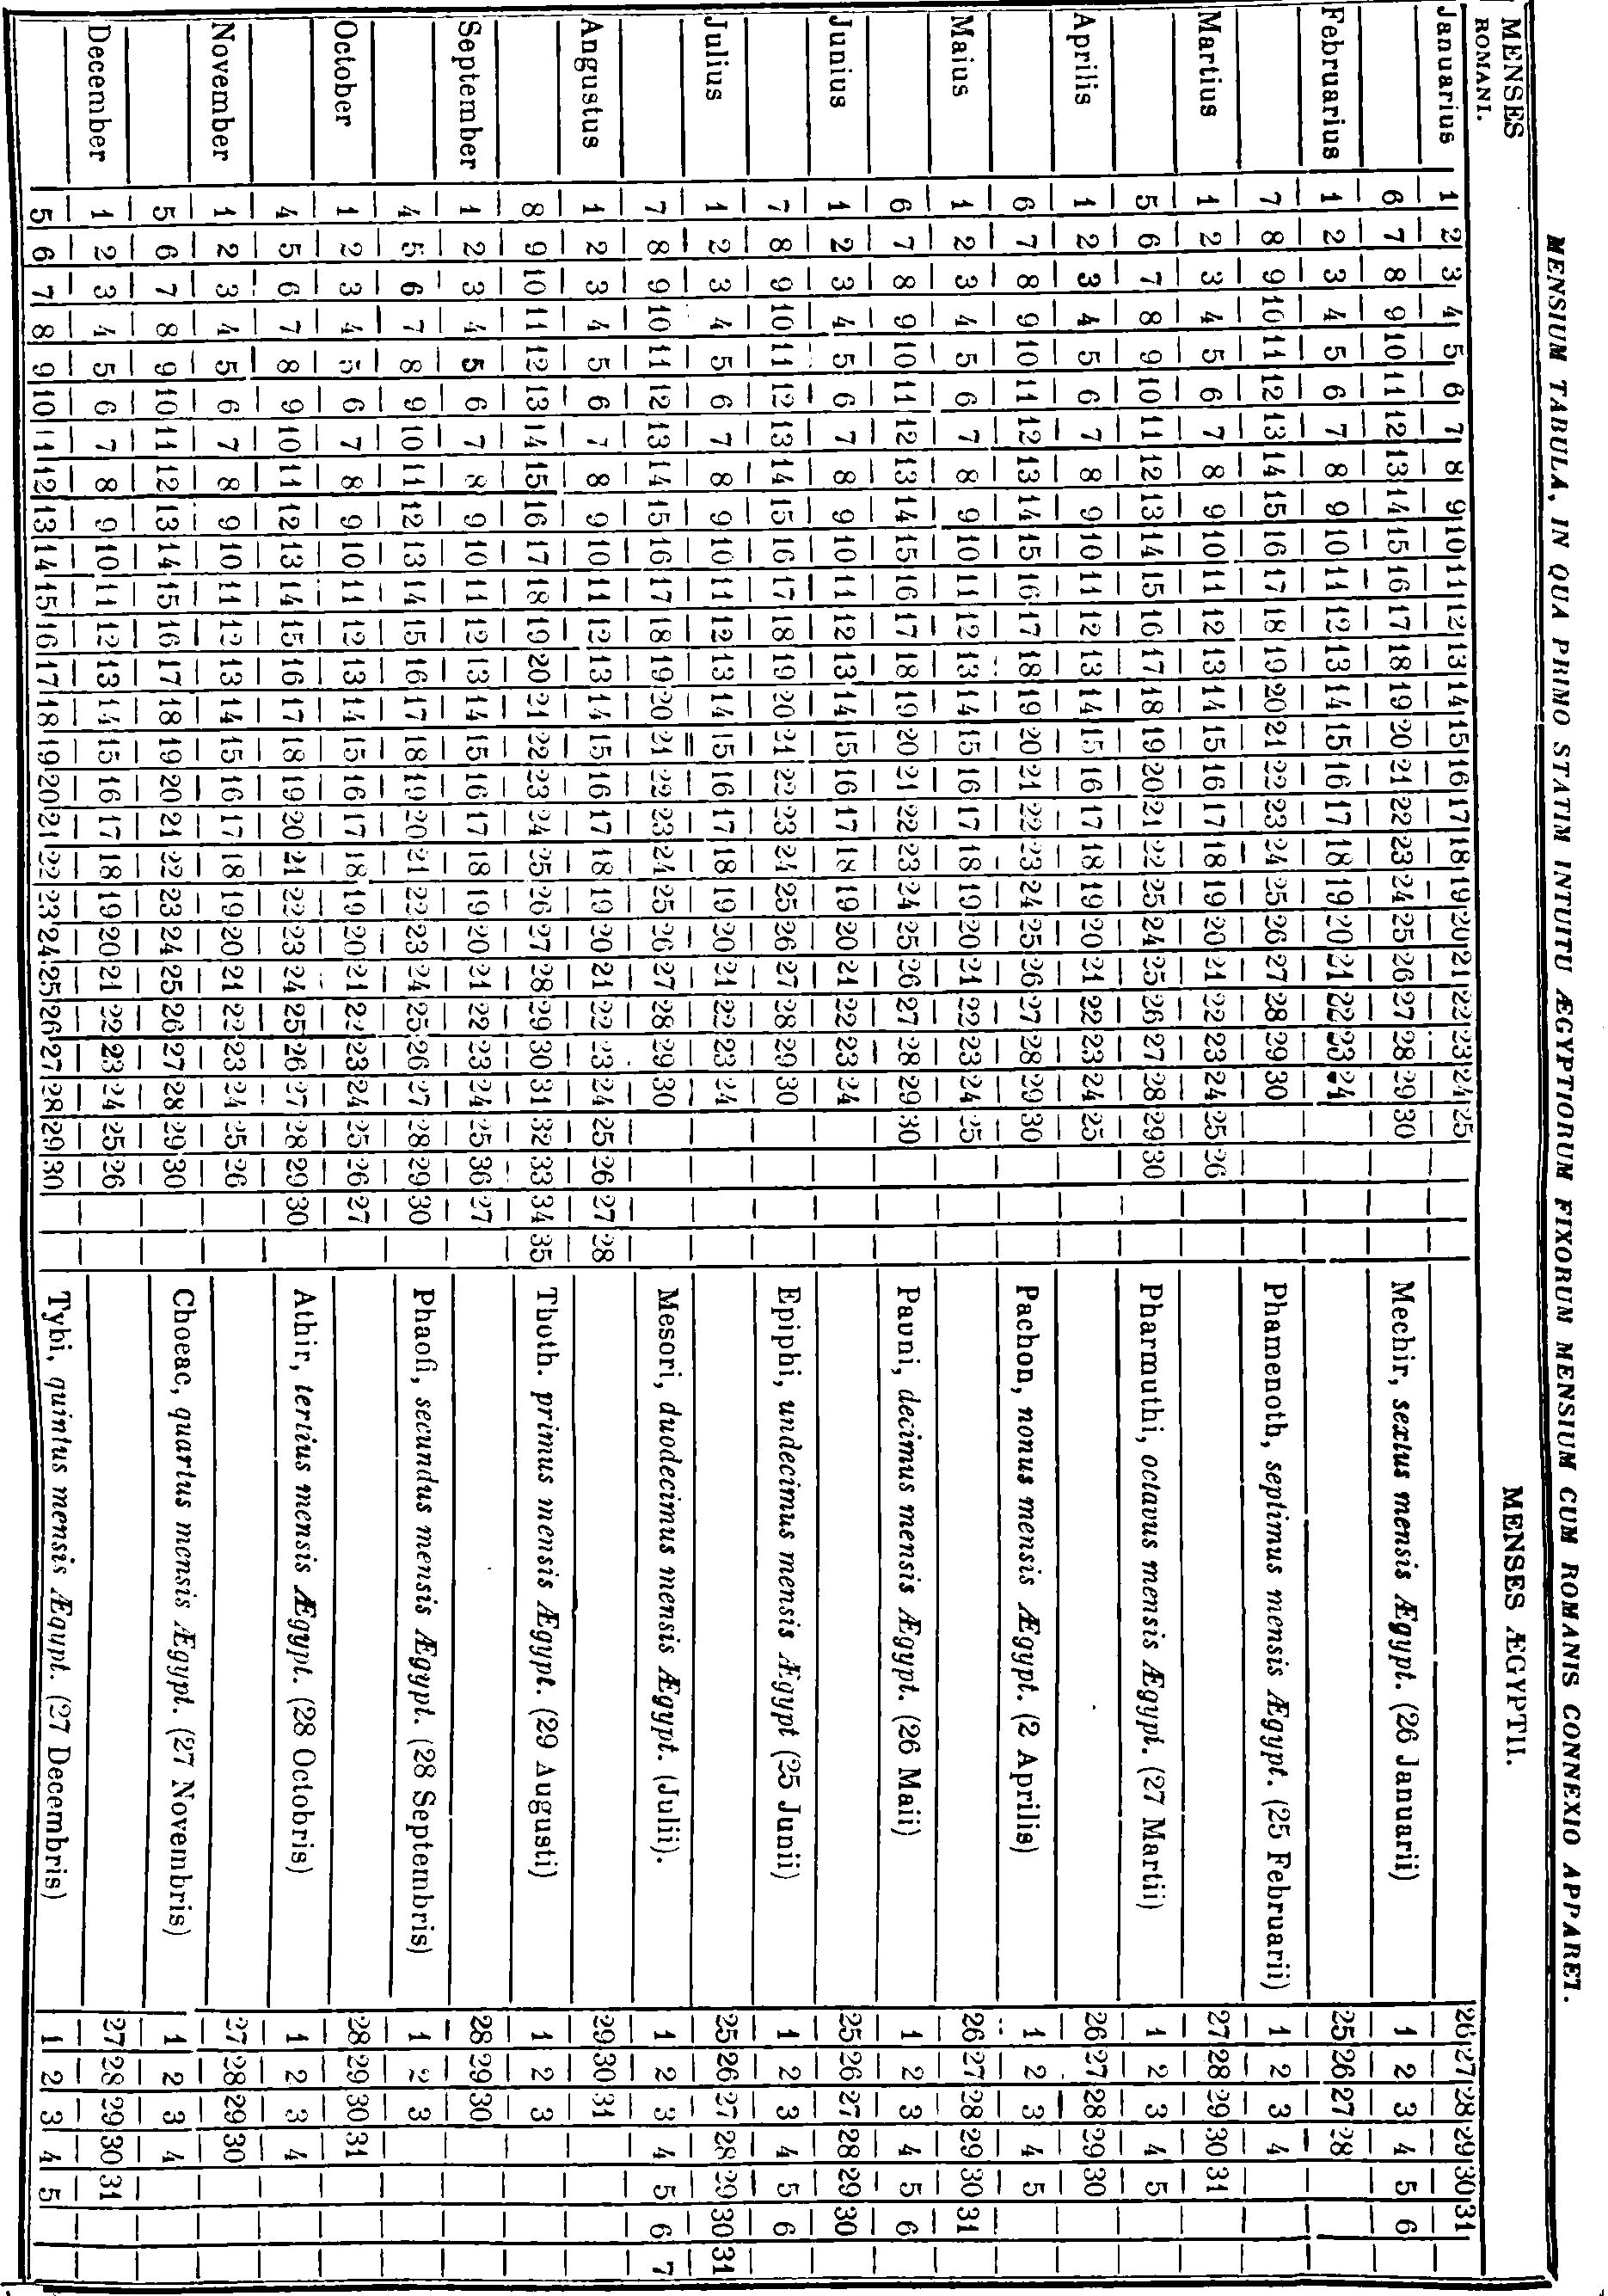 MENSIUM TABULA, IN QUA PRIMO STATIM INTUITU ÆGYPTIORUM FIXORUM MENSIUM CUM ROMANIS CONNEXIO APPARET.
MENSES ROMANI. MENSES ÆGYPTII.
Januarius 1 2 3 4 5 6 7 8 9 10 11 12 13 14 15 16 17 18 19 20 21 22 23 24 25 26 27 28 29 30 31
6 7 8 9 10 11 12 13 14 15 16 17 18 19 20 21 22 23 24 25 26 27 28 29 30 Mechir, sextus mensis Ægypt. (26 Januarii) 1 2 3 4 5 6
Februarius 1 2 3 4 5 6 7 8 9 10 11 12 13 14 15 16 17 18 19 20 21 22 23 24 25 26 27 28
7 8 9 10 11 12 13 14 15 16 17 18 19 20 21 22 23 24 25 26 27 28 29 30 Phamenoth, septimus mensis Ægypt. (25 Februarii) 1 2 3 4
Martius 1 2 3 4 5 6 7 8 9 10 11 12 13 14 15 16 17 18 19 20 21 22 23 24 25 26 27 28 29 30 31
5 6 7 8 9 10 11 12 13 14 15 16 17 18 19 20 21 22 25 24 25 26 27 28 29 30 Pharmuthi, octavus mensis Ægypt. (27 Martii) 1 2 3 4 5
Aprilis 1 2 3 4 5 6 7 8 9 10 11 12 13 14 15 16 17 18 19 20 21 22 23 24 25 26 27 28 29 30
6 7 8 9 10 11 12 13 14 15 16 17 18 19 20 21 22 23 24 25 26 27 28 29 30 Pachon, nonus mensis Ægypt. (2 Aprilis) 1 2 3 4 5
Maius 1 2 3 4 5 6 7 8 9 10 11 12 13 14 15 16 17 18 19 20 21 22 23 24 25 26 27 28 29 30 31
6 7 8 9 10 11 12 13 14 15 16 17 18 19 20 21 22 23 24 25 26 27 28 29 30 Pauni, decimus mensis Ægypt. (26 Maii) 1 2 3 4 5 6
Junius 1 2 3 4 5 6 7 8 9 10 11 12 13 14 15 16 17 18 19 20 21 22 23 24 25 26 27 28 29 30
7 8 9 10 11 12 13 14 15 16 17 18 19 20 21 22 23 24 25 26 27 28 29 30 Epiphi, undecimus mensis Ægypt (25 Junii) 1 2 3 4 5 6
Julius 1 2 3 4 5 6 7 8 9 10 11 12 13 14 15 16 17 18 19 20 21 22 23 24 25 26 27 28 29 30 31
7 8 9 10 11 12 13 14 15 16 17 18 19 20 21 22 23 24 25 26 27 28 29 30 Mesori, duodecimus mensis Ægypt. (Julii). 1 2 3 4 5 6 7
Angustus 1 2 3 4 5 6 7 8 9 10 11 12 13 14 15 16 17 18 19 20 21 22 23 24 25 26 27 28 29 30 31
8 9 10 11 12 13 14 15 16 17 18 19 20 21 22 23 24 25 26 27 28 29 30 31 32 33 34 35 Thoth. primus mensis Ægypt. (29 Augusti) 1 2 3
September 1 2 3 4 5 6 7 8 9 10 11 12 13 14 15 16 17 18 19 20 21 22 23 24 25 36 27 28 29 30
4 5 6 7 8 9 10 11 12 13 14 15 16 17 18 19 20 21 22 23 24 25 26 27 28 29 30 Phaofi, secundus mensis Ægypt. (28 Septembris) 1 2 3
October 1 2 3 4 5 6 7 8 9 10 11 12 13 14 15 16 17 18 19 20 21 22 23 24 25 26 27 28 29 30 31
4 5 6 7 8 9 10 11 12 13 14 15 16 17 18 19 20 21 22 23 24 25 26 27 28 29 30 Athir, tertius mensis Ægypt. (28 Octobris) 1 2 3 4
November 1 2 3 4 5 6 7 8 9 10 11 12 13 14 15 16 17 18 19 20 21 22 23 24 25 26 27 28 29 30
5 6 7 8 9 10 11 12 13 14 15 16 17 18 19 20 21 22 23 24 25 26 27 28 29 30 Choeac, quartus mensis Ægypt. (27 Novembris) 1 2 3 4
December 1 2 3 4 5 6 7 8 9 10 11 12 13 14 15 16 17 18 19 20 21 22 23 24 25 26 27 28 29 30 31
5 6 7 8 9 10 11 12 13 14 15 16 17 18 19 20 21 22 23 24 25 26 27 28 29 30 Tybi, quintus mensis Ægypt. (27 Decembris) 1 2 3 4 5